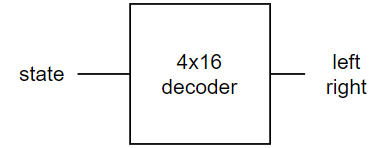 state
4x16
decoder
left
right